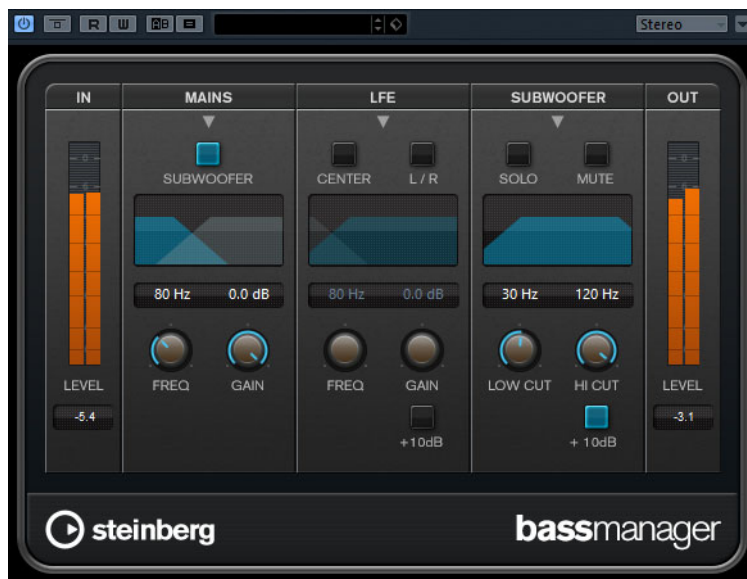 R W AB Stereo
IN MAINS LFE SUBWOOFER OUT
SUBWOOFER CENTER L / R SOLO MUTE
80 Hz 0.0 dB 80 Hz 0.0 dB 30 Hz 120 Hz
FREQ GAIN FREQ GAIN LOW CUT HI CUT
LEVEL LEVEL
-5.4 -3.1
+10dB + 10dB
steinberg bassmanager